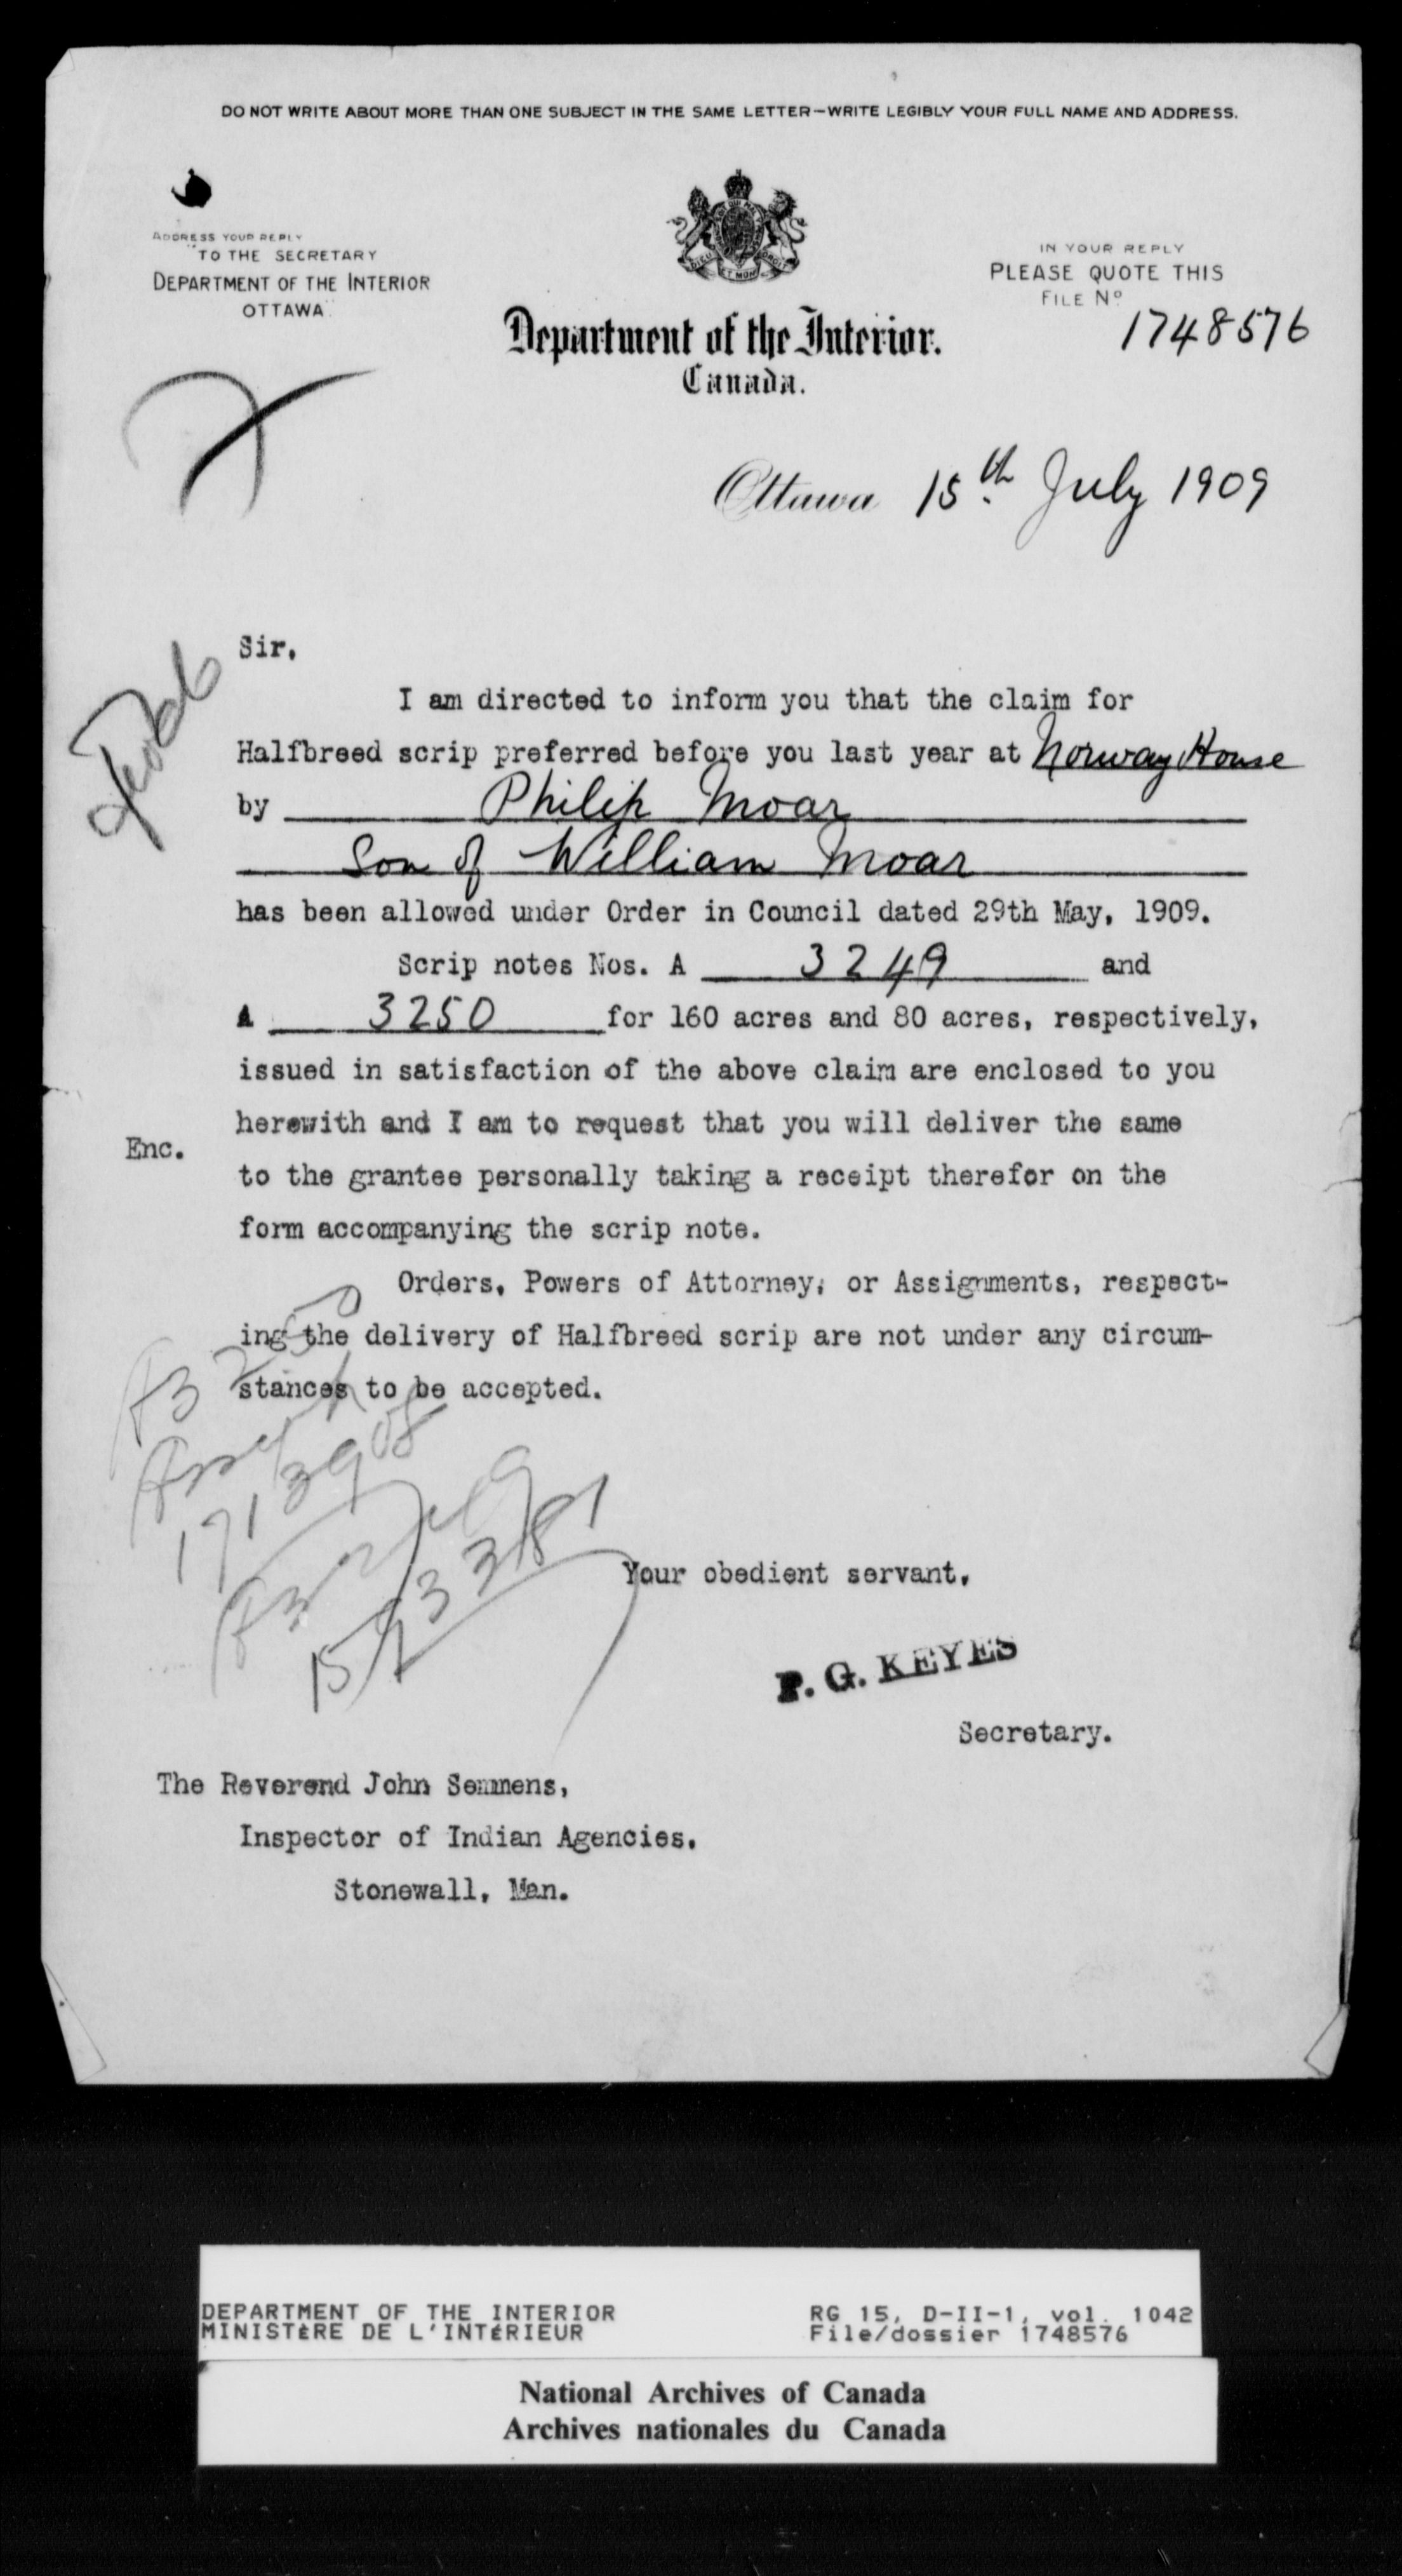 DO NOT WRITE ABOUT MORE THAN ONE SUBJECT IN THE SAME LETTER—WRITE LEGIBLY YOUR FULL NAME AND ADDRESS.
ADDRESS YOUR REPLY
"TO THE SECRETARY
DEPARTMENT OF THE INTERIOR
OTTAWA"
IN YOUR REPLY
PLEASE QUOTE THIS
FILE No
1748576
Department of the Interior.
Canada.
Ottawa 15th July 1909
Sir,
I am directed to inform you that the claim for
Halfbreed scrip preferred before you last year at Norway House
by Philip Moar
Son of William Moar
has been allowed under Order in Council dated 29th May, 1909.
Scrip notes Nos. A 3249 and
A 3250 for 160 acres and 80 acres, respectively,
issued in satisfaction of the above claim are enclosed to you
herewith and I am to request that you will deliver the same
Enc.
to the grantee personally taking a receipt therefor on the
form accompanying the scrip note.
Orders, Powers of Attorney, or Assignments, respect-
ing the delivery of Halfbreed scrip are not under any circum-
stances to be accepted.
Your obedient servant,
P. G. KEYES
Secretary.
The Reverend John Semmens,
Inspector of Indian Agencies.
Stonewall, Man.
DEPARTMENT OF THE INTERIOR
MINISTÈRE DE L'INTÉRIEUR
RG 15, D-II-1, vol. 1042
File/dossier 1748576
National Archives of Canada
Archives nationales du Canada